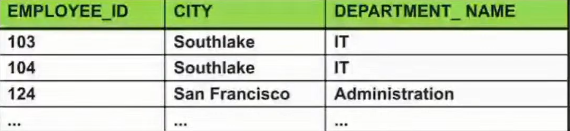 EMPLOYEE_ID CITY DEPARTMENT_ NAME
103 Southlake IT
104 Southlake IT
124 San Francisco Administration
... ... ...